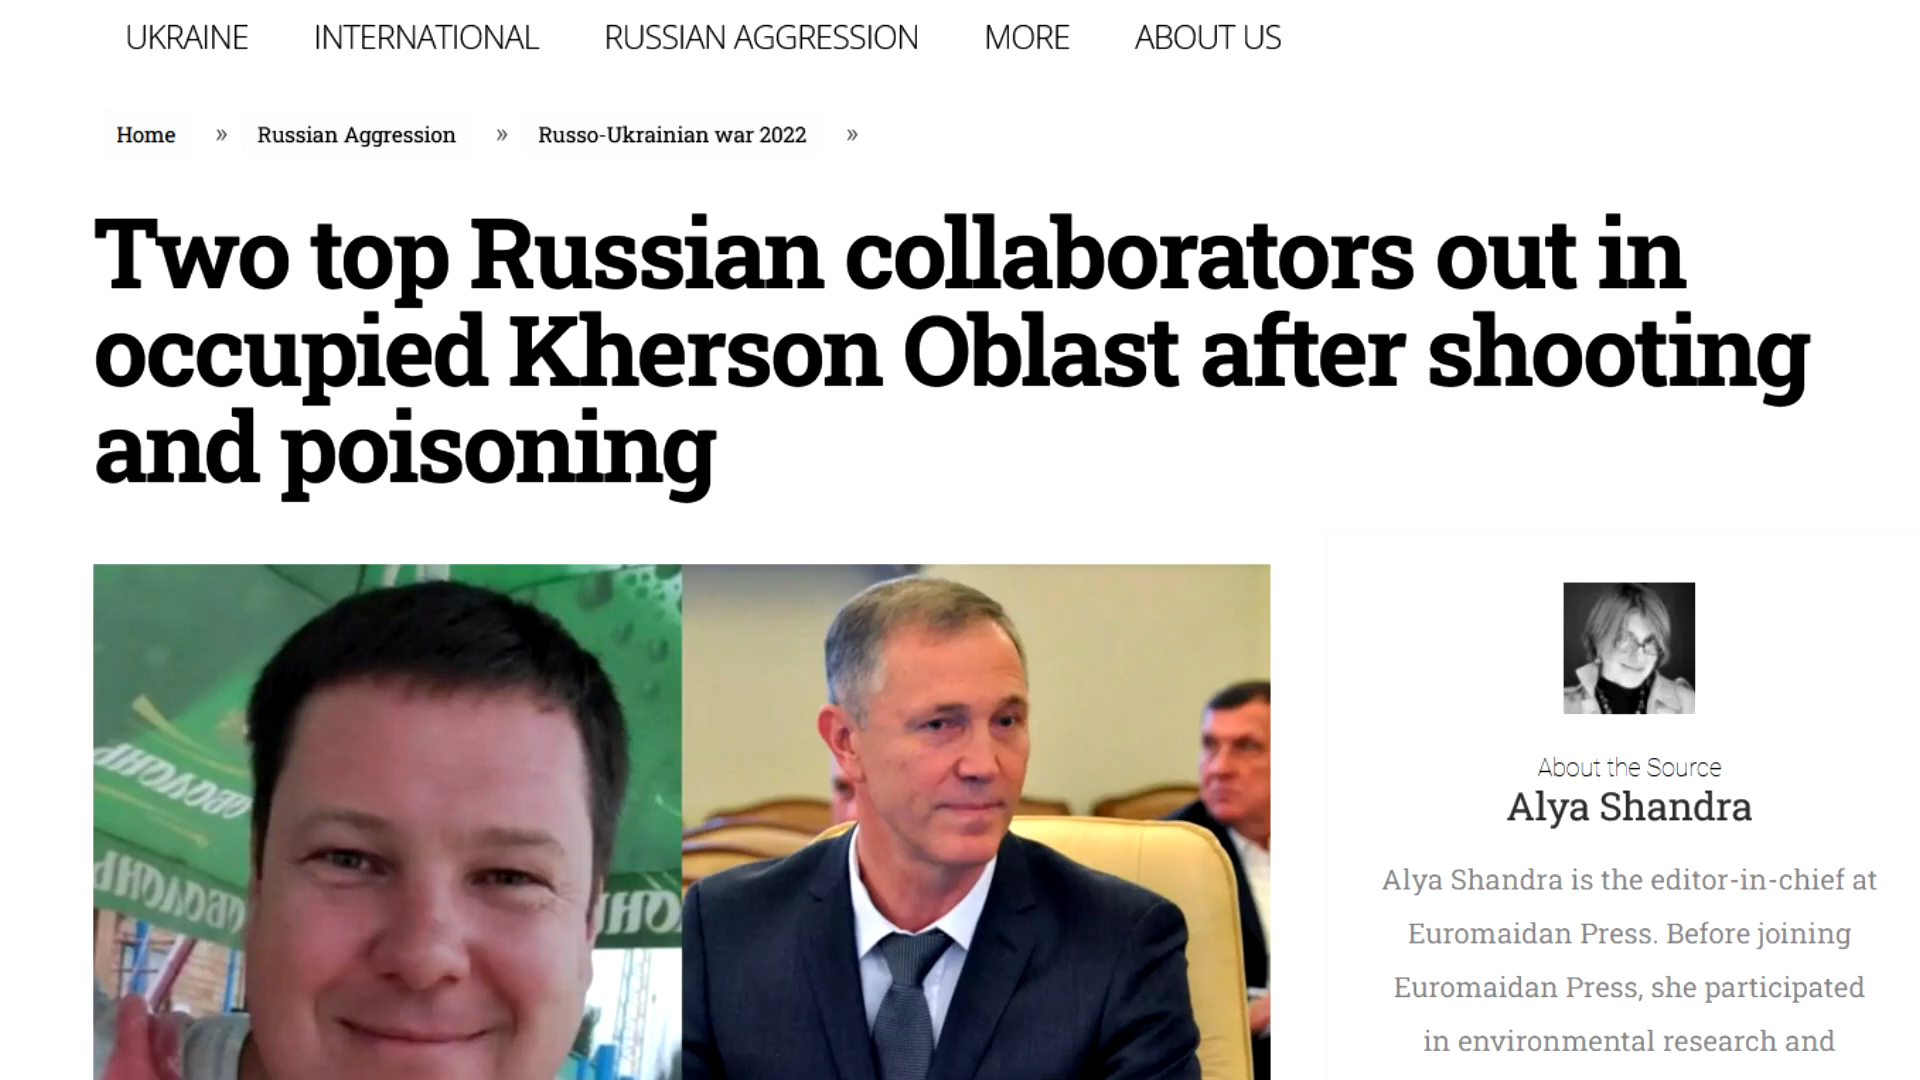 UKRAINE INTERNATIONAL RUSSIAN AGGRESSION MORE ABOUT US
Home » Russian Aggression » Russo-Ukrainian war 2022 »
Two top Russian collaborators out in
occupied Kherson Oblast after shooting
and poisoning
ОБОЛОНЬ
ОБОЛОНЬ
About the Source
Alya Shandra
Alya Shandra is the editor-in-chief at
Euromaidan Press. Before joining
Euromaidan Press, she participated
in environmental research and